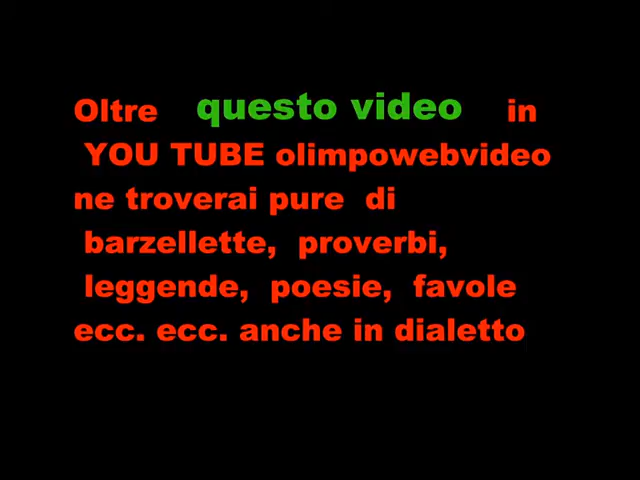 Oltre questo video in
YOU TUBE olimpowebvideo
ne troverai pure di
barzellette, proverbi,
leggende, poesie, favole
ecc. ecc. anche in dialetto